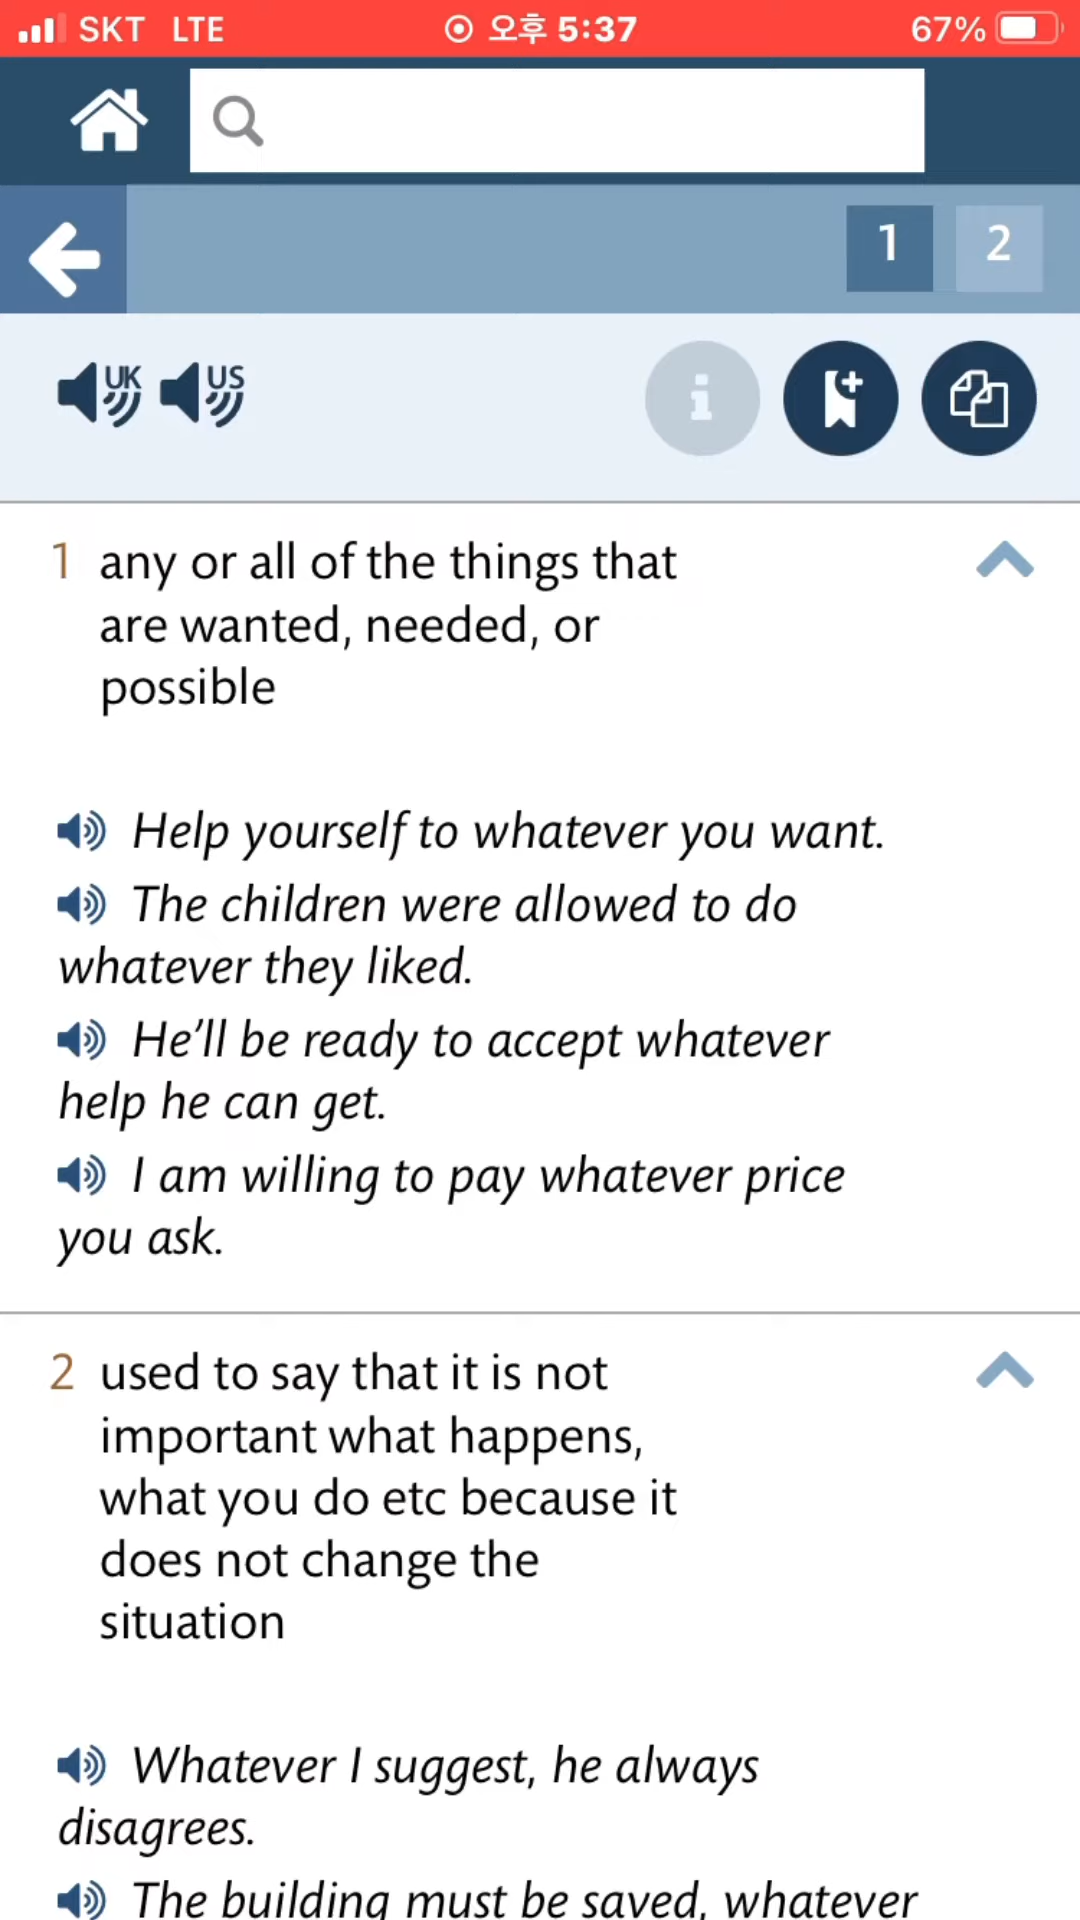 SKT LTE 오후 5:37 67%
1 2
UK US
1 any or all of the things that
are wanted, needed, or
possible
Help yourself to whatever you want.
The children were allowed to do
whatever they liked.
He'll be ready to accept whatever
help he can get.
I am willing to pay whatever price
you ask.
2 used to say that it is not
important what happens,
what you do etc because it
does not change the
situation
Whatever I suggest, he always
disagrees.
The building must be saved, whatever